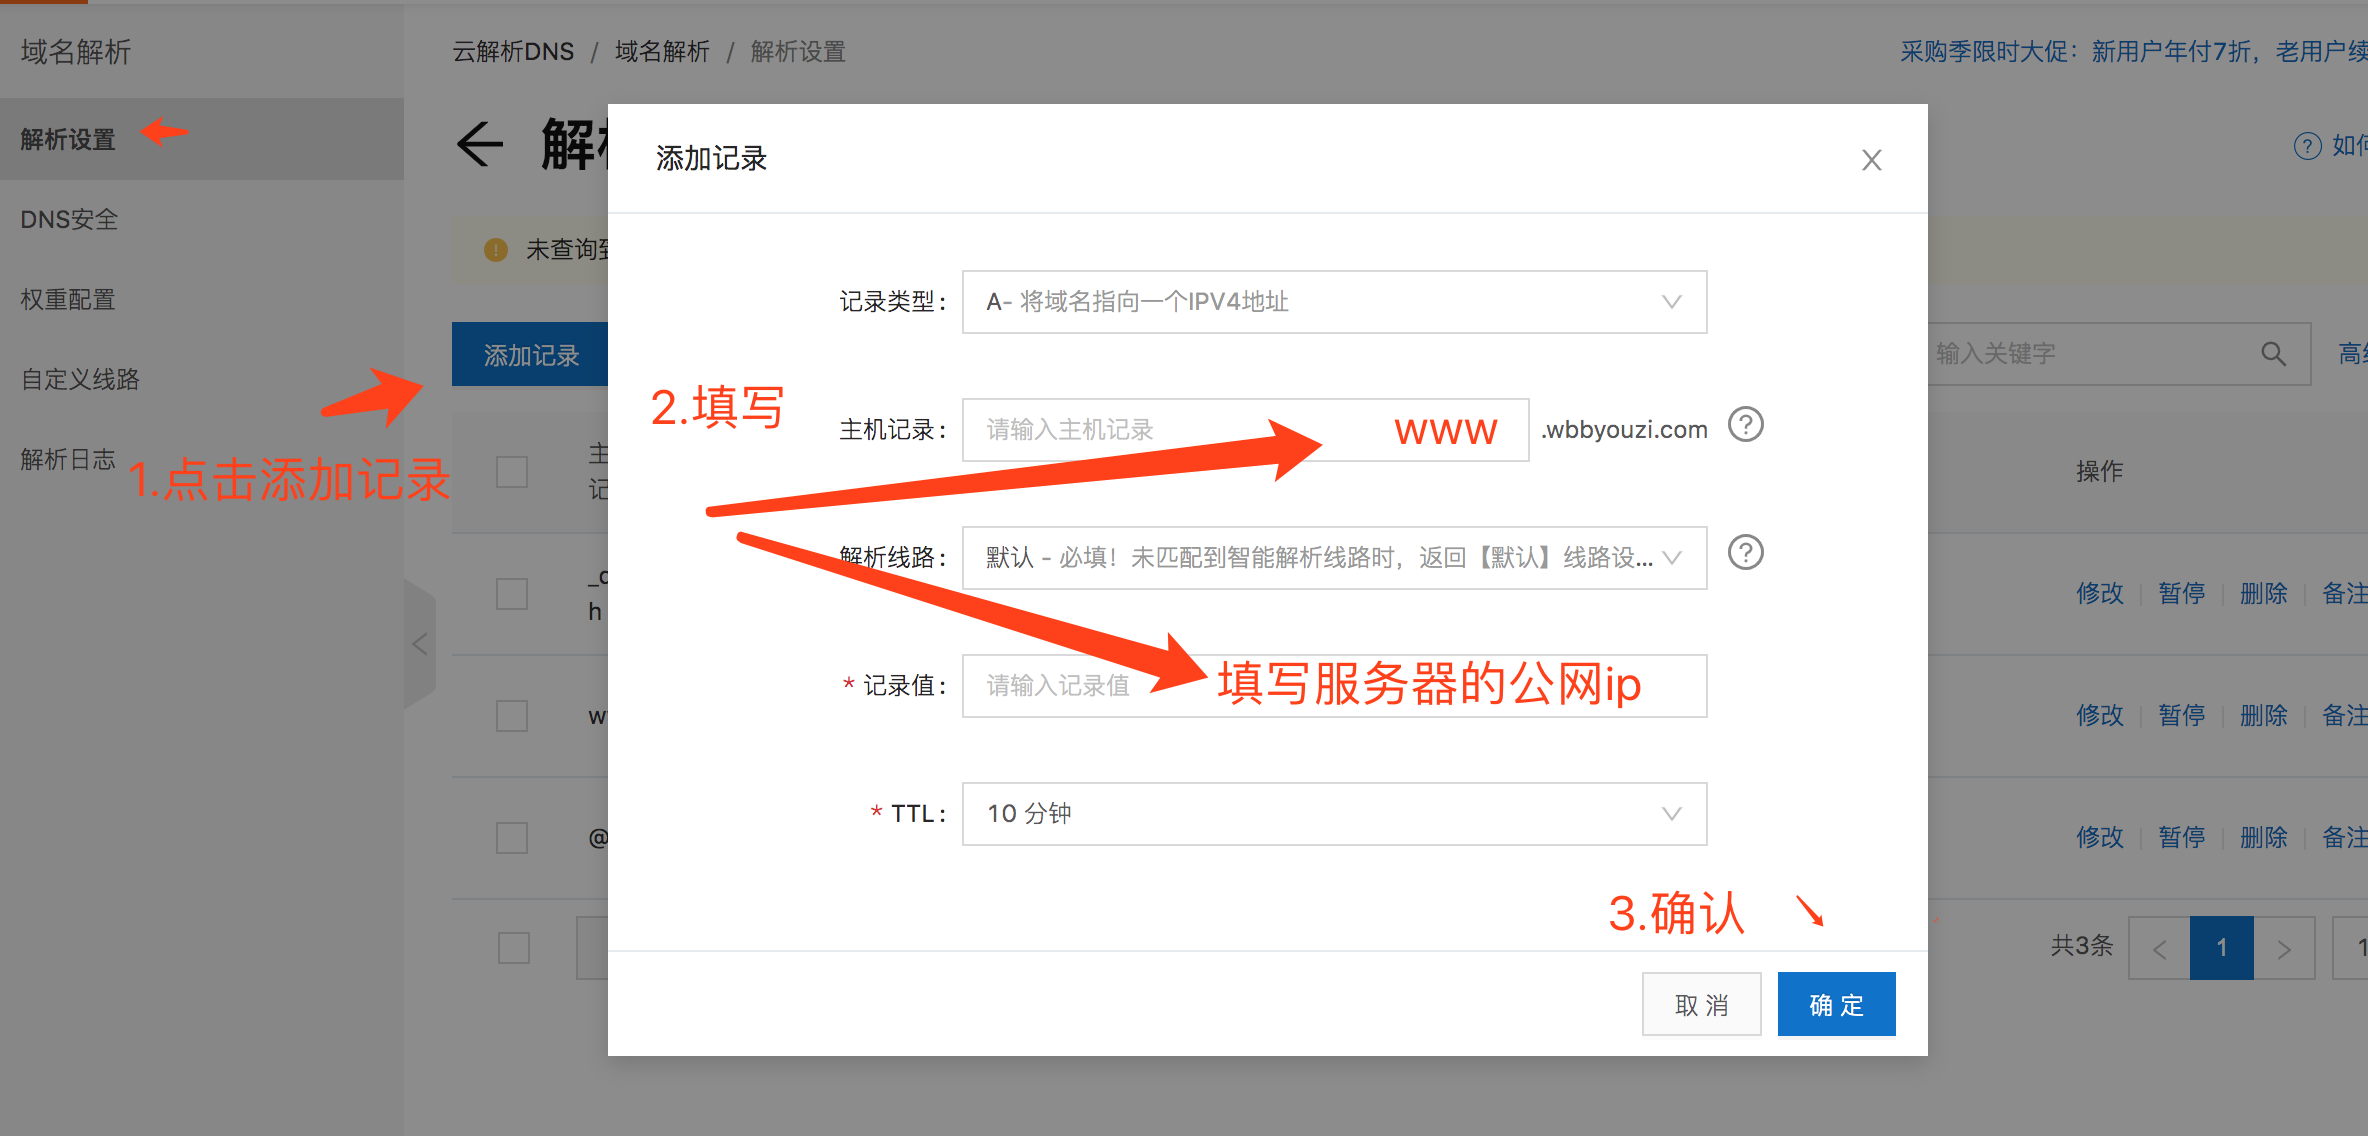 域名解析
解析设置
DNS安全
权重配置
自定义线路
解析日志
云解析DNS / 域名解析 / 解析设置
采购季限时大促：新用户年付7折，老用户续
如何
未查询到
添加记录
输入关键字
高级
1.点击添加记录
主
记
操作
_d
h
修改 暂停 删除 备注
w
修改 暂停 删除 备注
@
修改 暂停 删除 备注
共3条 < 1 > 1
添加记录
记录类型：
A- 将域名指向一个IPV4地址
2.填写
主机记录：
请输入主机记录
www
.wbbyouzi.com
解析线路：
默认 - 必填！未匹配到智能解析线路时，返回【默认】线路设...
* 记录值：
请输入记录值
填写服务器的公网ip
* TTL：
10 分钟
3.确认
取 消
确 定